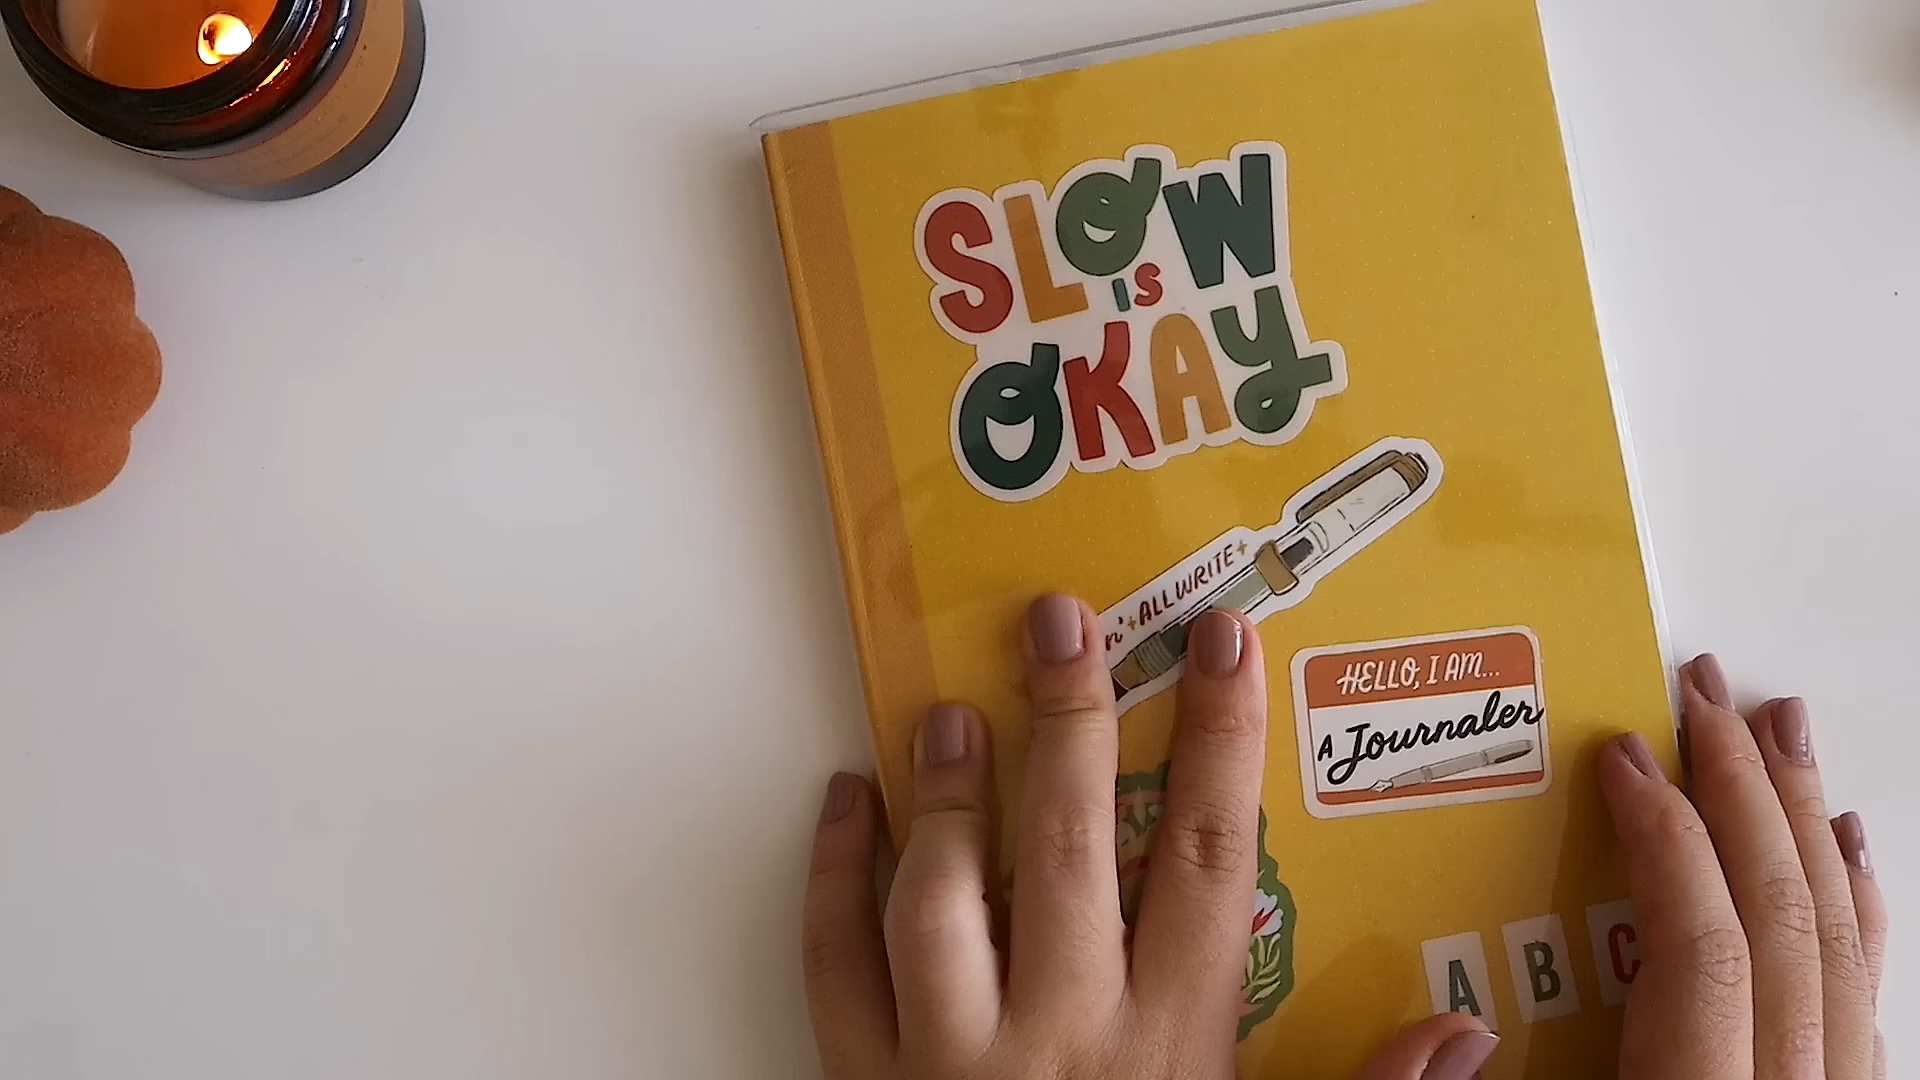 SLOW
IS
OKAY
n' ALL WRITE
HELLO, I AM...
A Journaler
A B C